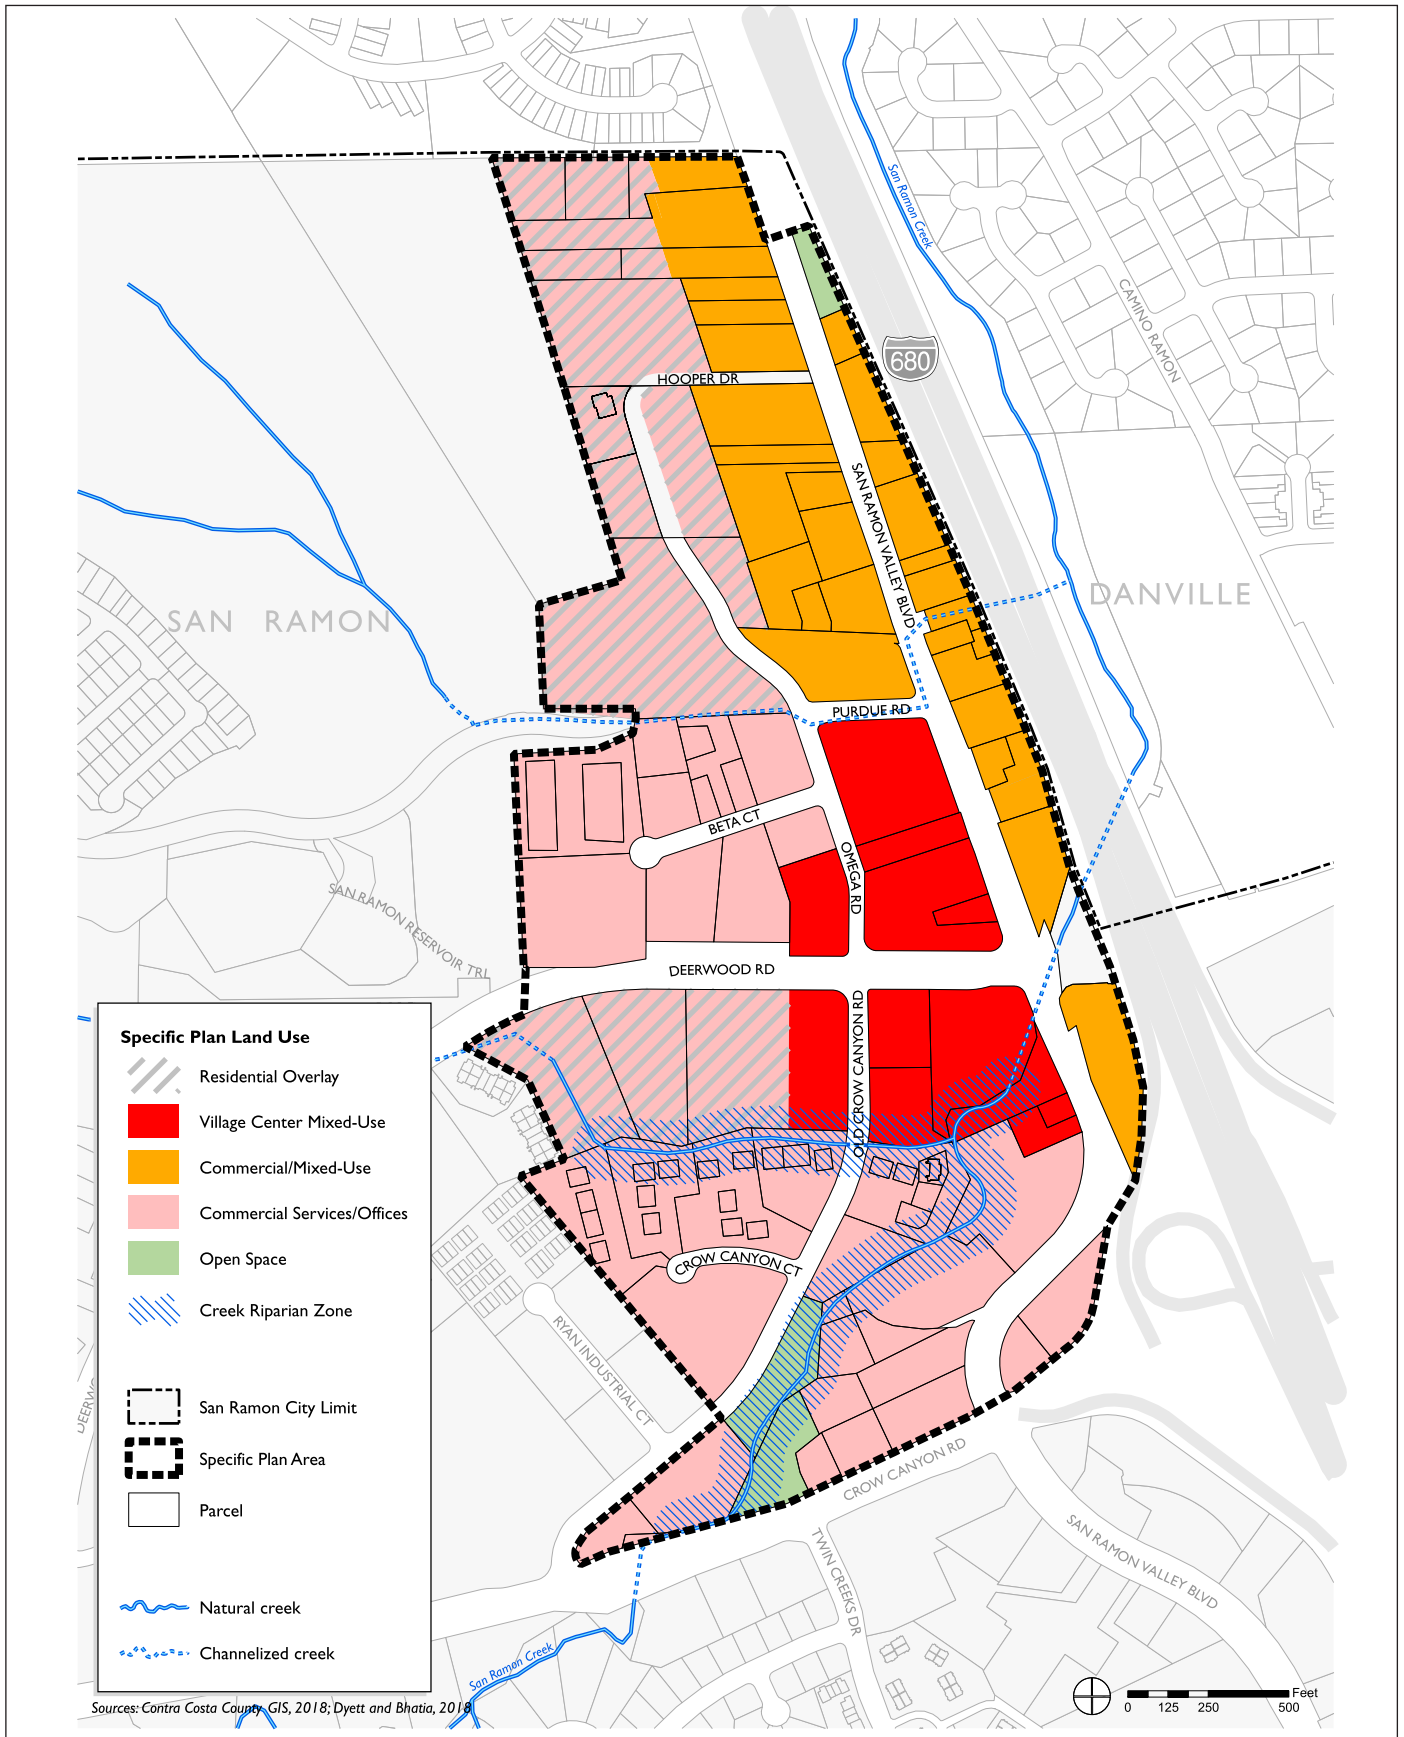 San Ramon Creek
CAMINO RAMON
680
HOOPER DR
SAN RAMON VALLEY BLVD
SAN RAMON
DANVILLE
PURDUE RD
BETA CT
OMEGA RD
SAN RAMON RESERVOIR TRL
DEERWOOD RD
OLD CROW CANYON RD
CROW CANYON CT
RYAN INDUSTRIAL CT
CROW CANYON RD
SAN RAMON VALLEY BLVD
TWIN CREEKS DR
San Ramon Creek
DEERWO
Specific Plan Land Use
Residential Overlay
Village Center Mixed-Use
Commercial/Mixed-Use
Commercial Services/Offices
Open Space
Creek Riparian Zone
San Ramon City Limit
Specific Plan Area
Parcel
Natural creek
Channelized creek
Sources: Contra Costa County GIS, 2018; Dyett and Bhatia, 2018
Feet
0 125 250 500